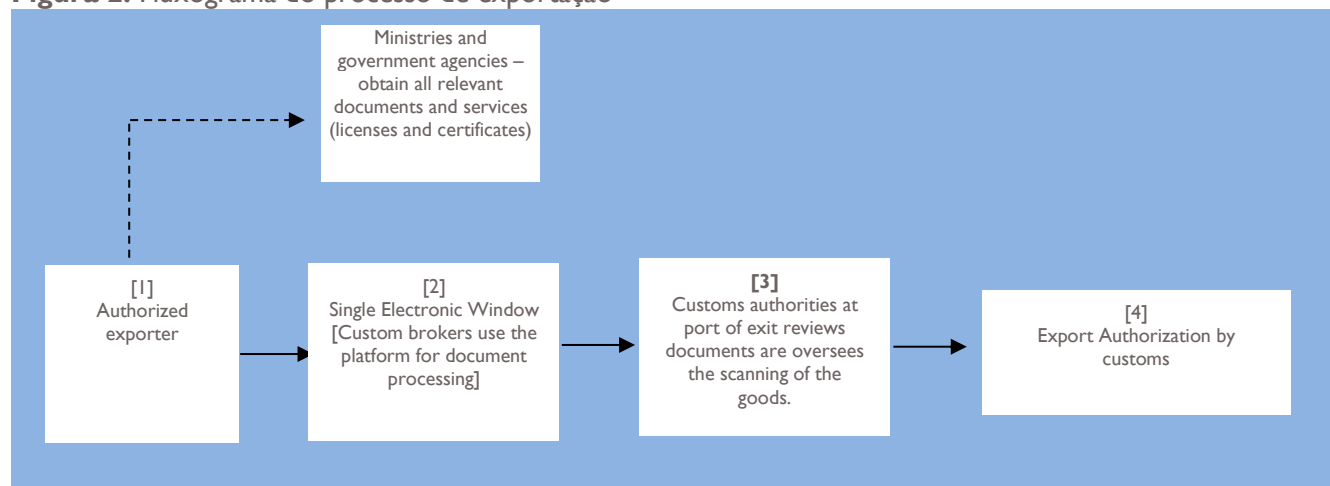 Figura 2. Fluxograma do processo de exportação
Ministries and
government agencies –
obtain all relevant
documents and services
(licenses and certificates)
[1]
Authorized
exporter
[2]
Single Electronic Window
[Custom brokers use the
platform for document
processing]
[3]
Customs authorities at
port of exit reviews
documents are oversees
the scanning of the
goods.
[4]
Export Authorization by
customs